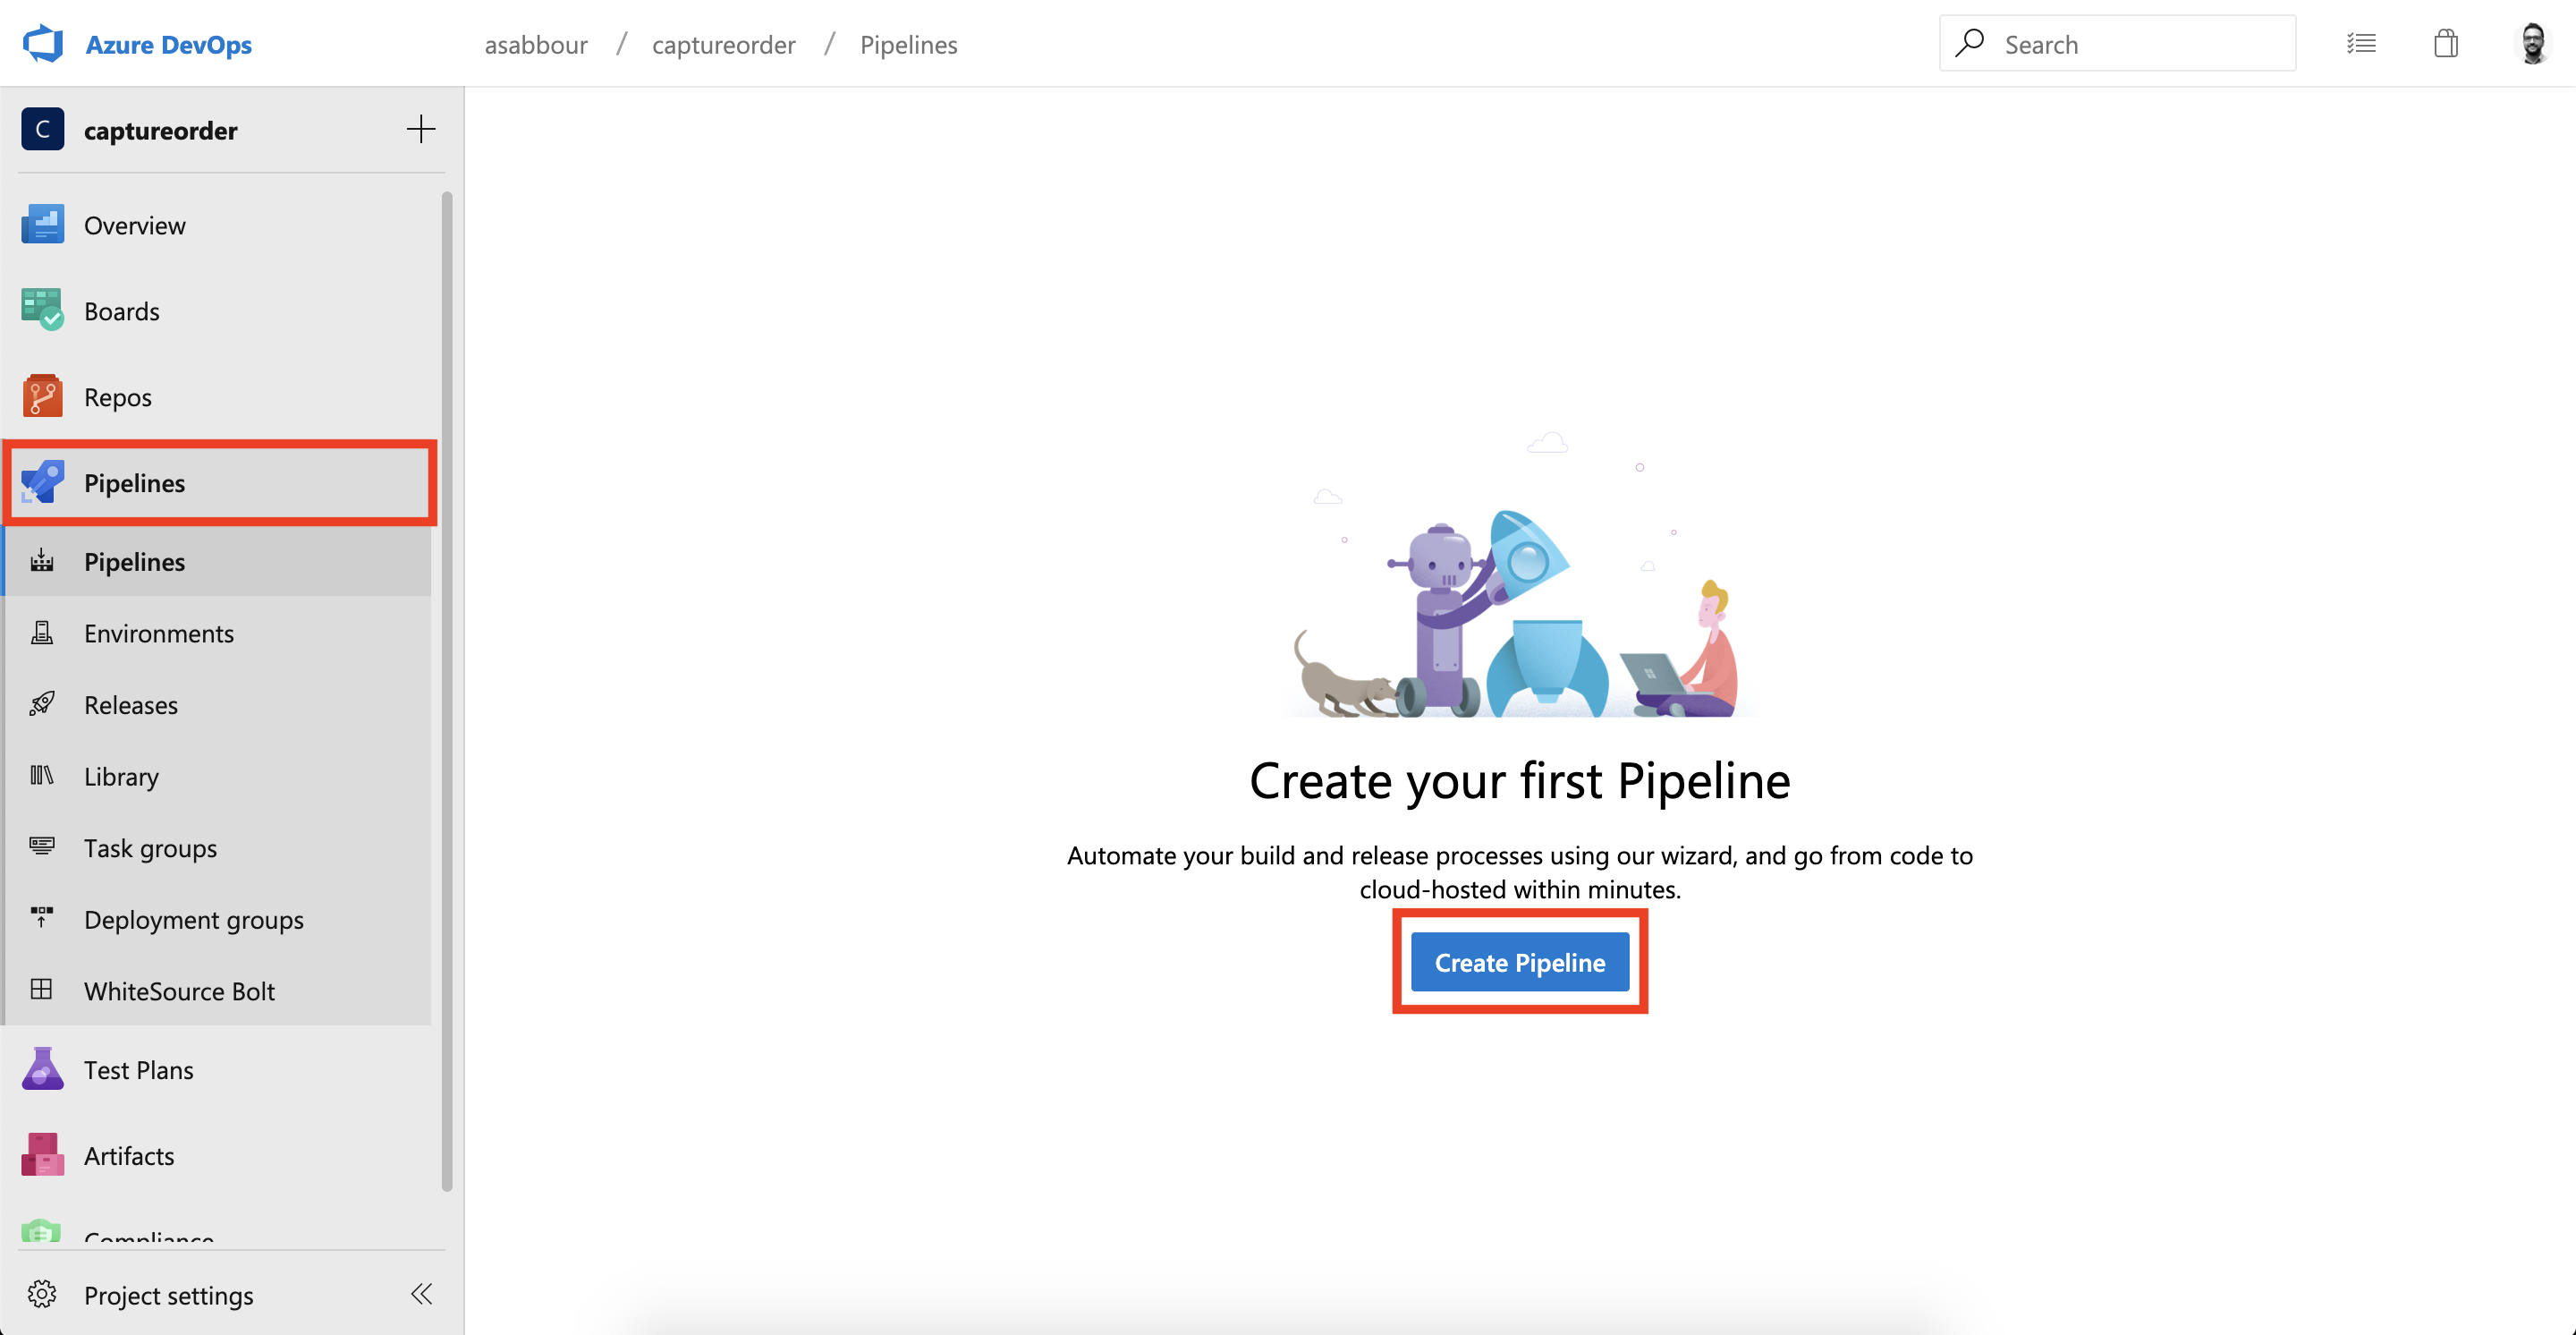 Azure DevOps
asabbour / captureorder / Pipelines
Search
C captureorder
Overview
Boards
Repos
Pipelines
Pipelines
Environments
Releases
Library
Task groups
Deployment groups
WhiteSource Bolt
Test Plans
Artifacts
Compliance
Project settings
Create your first Pipeline
Automate your build and release processes using our wizard, and go from code to
cloud-hosted within minutes.
Create Pipeline